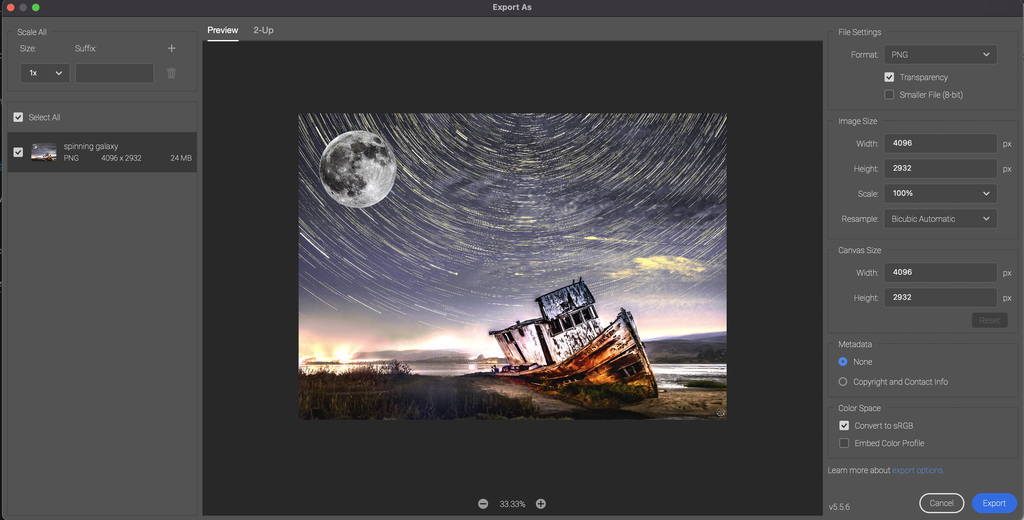 Export As
Scale All
Size: Suffix: +
1x
Select All
spinning galaxy
PNG 4096 x 2932 24 MB
Preview 2-Up
33.33%
File Settings
Format: PNG
Transparency
Smaller File (8-bit)
Image Size
Width: 4096 px
Height: 2932 px
Scale: 100%
Resample: Bicubic Automatic
Canvas Size
Width: 4096 px
Height: 2932 px
Reset
Metadata
None
Copyright and Contact Info
Color Space
Convert to sRGB
Embed Color Profile
Learn more about export options.
v5.5.6
Cancel Export